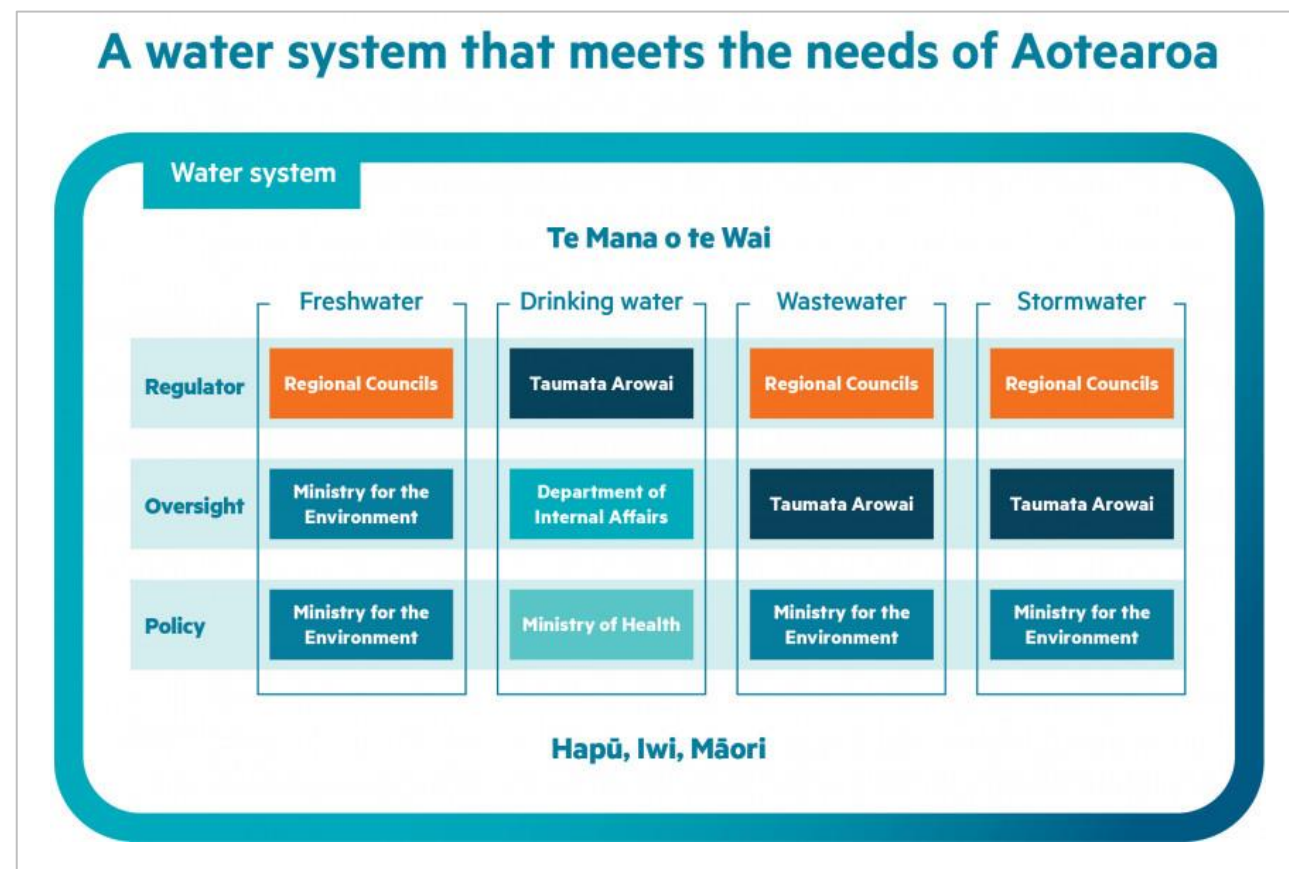 A water system that meets the needs of Aotearoa
Water system
Te Mana o te Wai
Freshwater
Drinking water
Wastewater
Stormwater
Regulator
Regional Councils
Taumata Arowai
Regional Councils
Regional Councils
Oversight
Ministry for the
Environment
Department of
Internal Affairs
Taumata Arowai
Taumata Arowai
Policy
Ministry for the
Environment
Ministry of Health
Ministry for the
Environment
Ministry for the
Environment
Hapū, Iwi, Māori